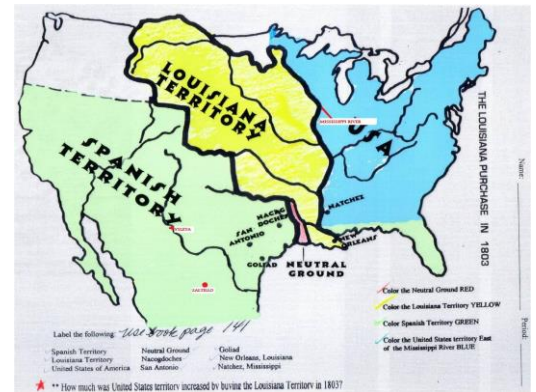 LOUISIANA
TERRITORY
SPANISH
TERRITORY
USA
MISSISSIPPI RIVER
NATCHEZ
NACOG
DOCHES
SAN
ANTONIO
GOLIAD
NEUTRAL
GROUND
NEW
ORLEANS
THE LOUISIANA PURCHASE IN 1803
Name:
Period:
Color the Neutral Ground RED
Color the Louisiana Territory YELLOW
Color Spanish Territory GREEN
Color the United States territory East
of the Mississippi River BLUE
Label the following: Use book page 141
Spanish Territory Neutral Ground Goliad
Louisiana Territory Nacogdoches New Orleans, Louisiana
United States of America San Antonio Natchez, Mississippi
** How much was United States territory increased by buying the Louisiana Territory in 1803?